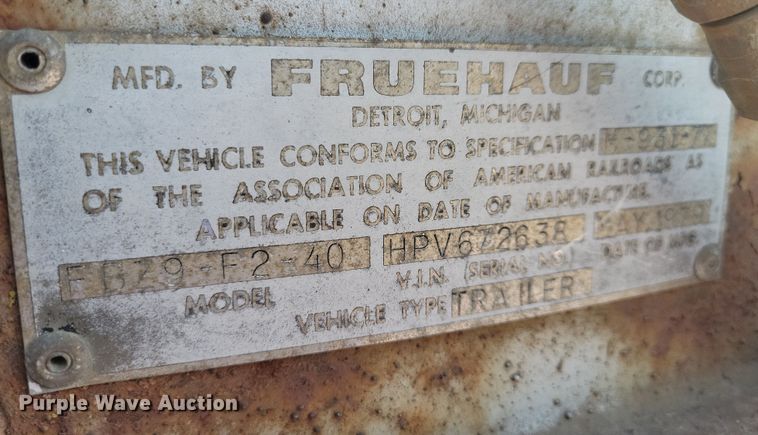 MFD. BY FRUEHAUF CORP.
DETROIT, MICHIGAN
THIS VEHICLE CONFORMS TO SPECIFICATION
OF THE ASSOCIATION OF AMERICAN RAILROADS AS
APPLICABLE ON DATE OF MANUFACTURE.
HPV672638
MODEL V.I.N. (SERIAL NO.) DATE OF MFG.
VEHICLE TYPE TRAILER
Purple Wave Auction